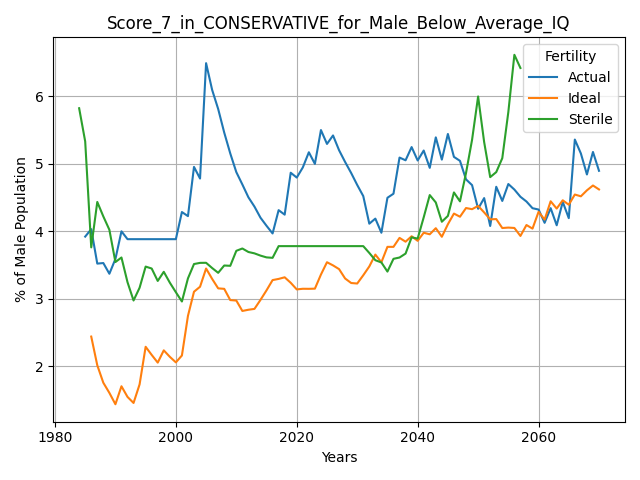 Score_7_in_CONSERVATIVE_for_Male_Below_Average_IQ
Fertility
Actual
Ideal
Sterile
% of Male Population
6
5
4
3
2
1980
2000
2020
2040
2060
Years